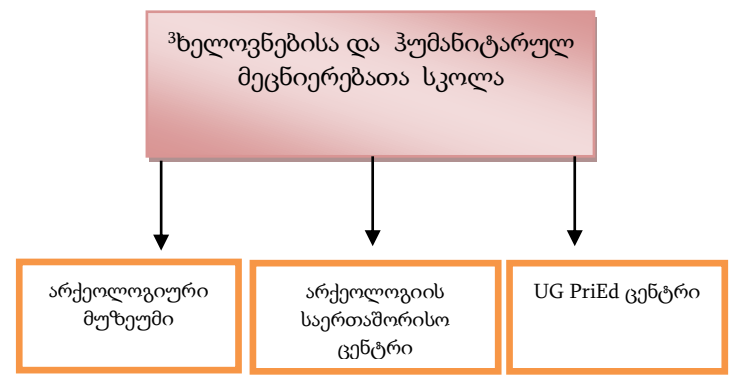 ³ხელოვნებისა და ჰუმანიტარულ
მეცნიერებათა სკოლა
არქეოლოგიური
მუზეუმი
არქეოლოგიის
საერთაშორისო
ცენტრი
UG PriEd ცენტრი